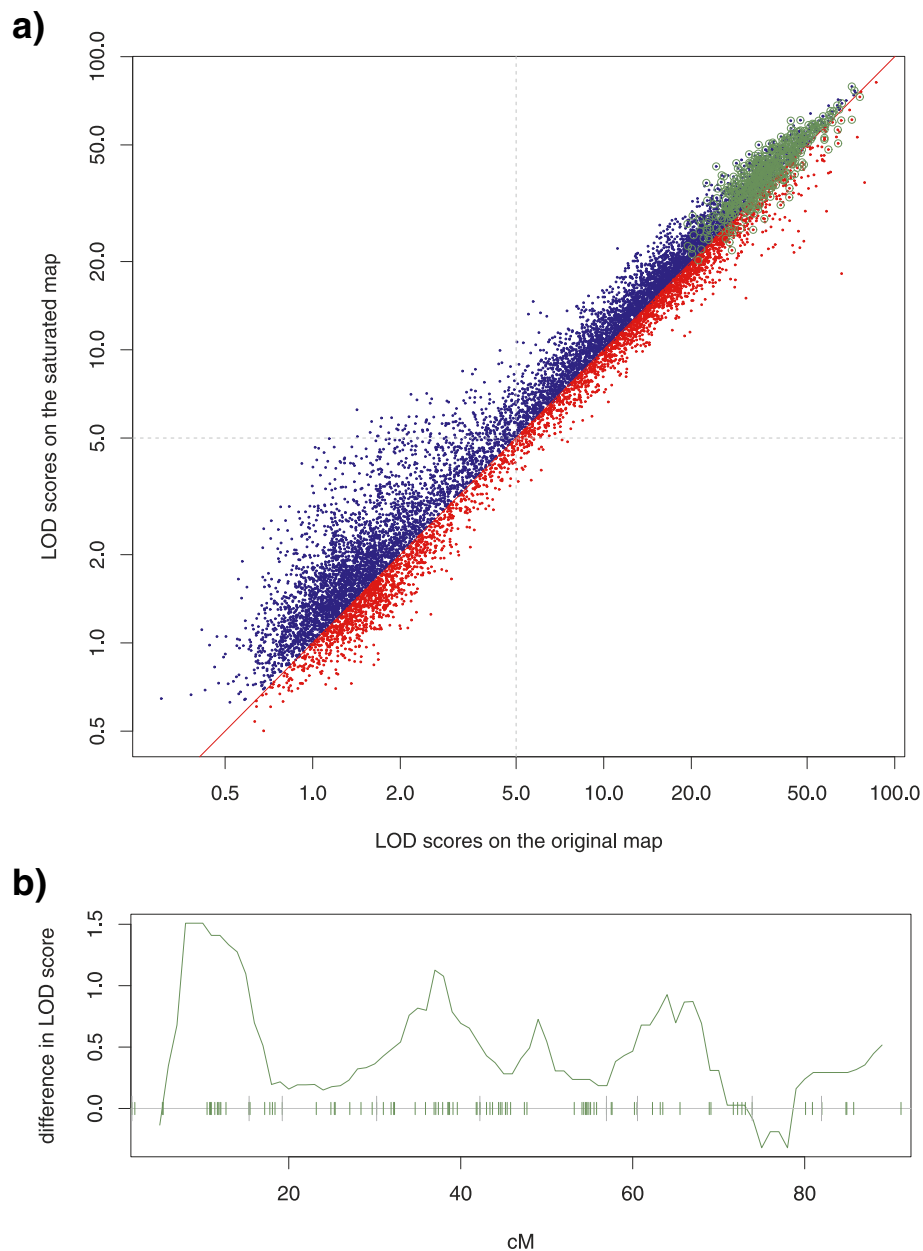 a)
100.0
50.0
20.0
10.0
5.0
2.0
1.0
0.5
LOD scores on the saturated map
0.5 1.0 2.0 5.0 10.0 20.0 50.0 100.0
LOD scores on the original map
b)
1.5
1.0
0.5
0.0
difference in LOD score
20 40 60 80
cM